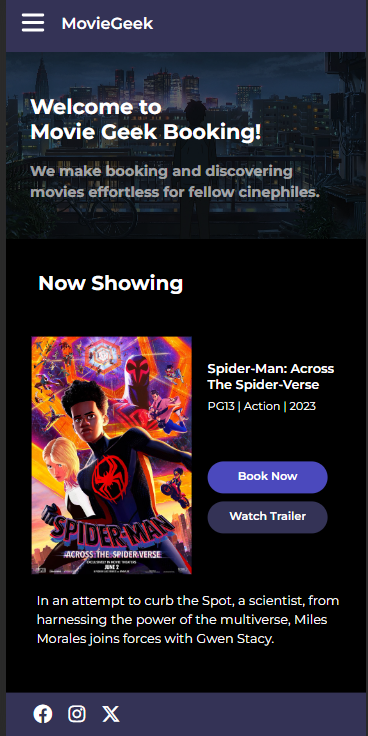 MovieGeek
Welcome to
Movie Geek Booking!
We make booking and discovering
movies effortless for fellow cinephiles.
Now Showing
SPIDER-MAN
ACROSS THE SPIDER-VERSE
JUNE 2
Spider-Man: Across
The Spider-Verse
PG13 | Action | 2023
Book Now
Watch Trailer
In an attempt to curb the Spot, a scientist, from
harnessing the power of the multiverse, Miles
Morales joins forces with Gwen Stacy.